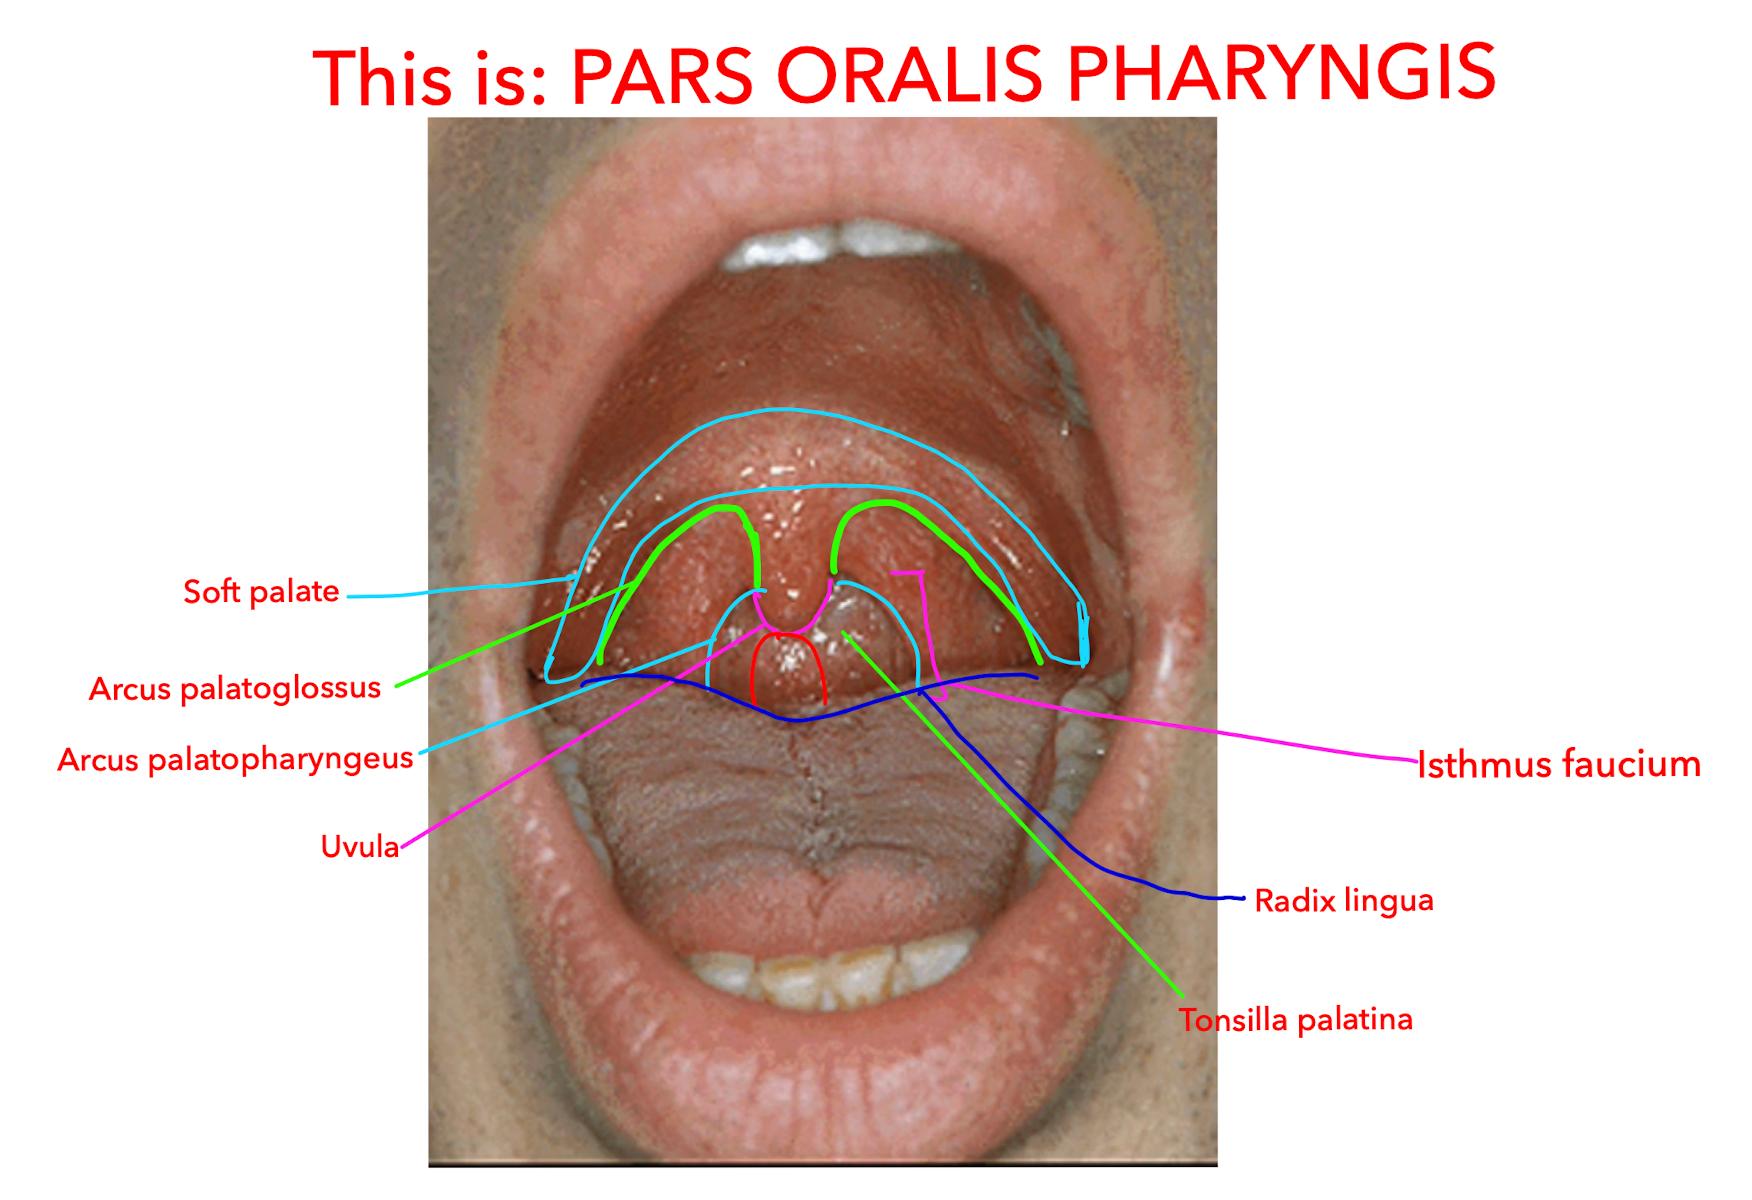 This is: PARS ORALIS PHARYNGIS
Soft palate
Arcus palatoglossus
Arcus palatopharyngeus
Uvula
Isthmus faucium
Radix lingua
Tonsilla palatina